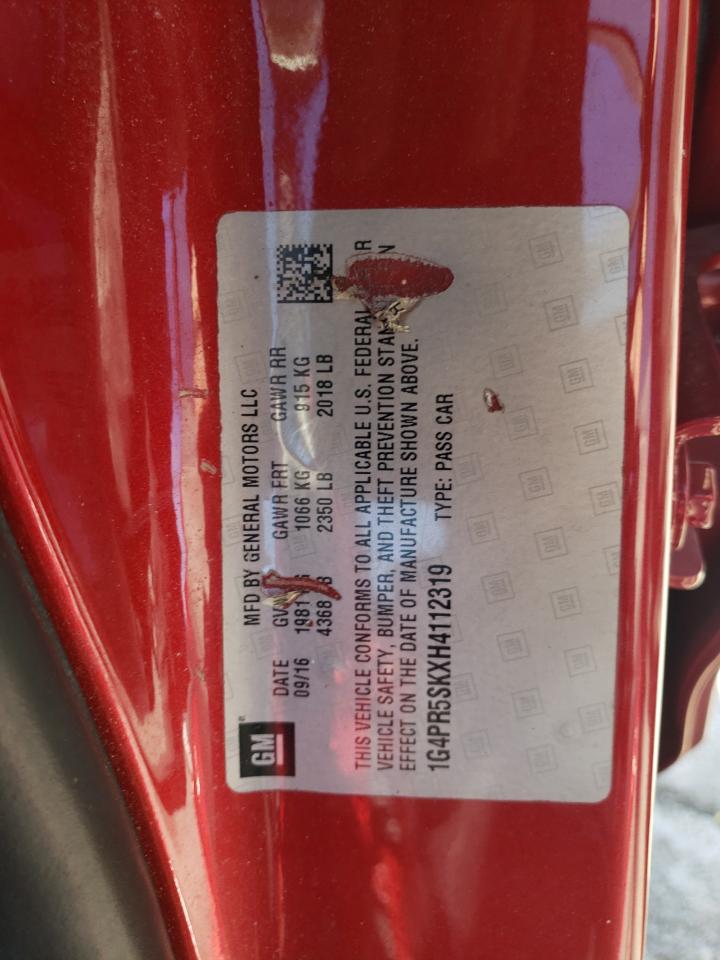 GM
MFD BY GENERAL MOTORS LLC
DATE GAWR FRT GAWR RR
09/16 1981 1066 KG 915 KG
4368 2350 LB 2018 LB
THIS VEHICLE CONFORMS TO ALL APPLICABLE U.S. FEDERAL
VEHICLE SAFETY, BUMPER, AND THEFT PREVENTION
EFFECT ON THE DATE OF MANUFACTURE SHOWN ABOVE.
1G4PR5SKXH4112319 TYPE: PASS CAR